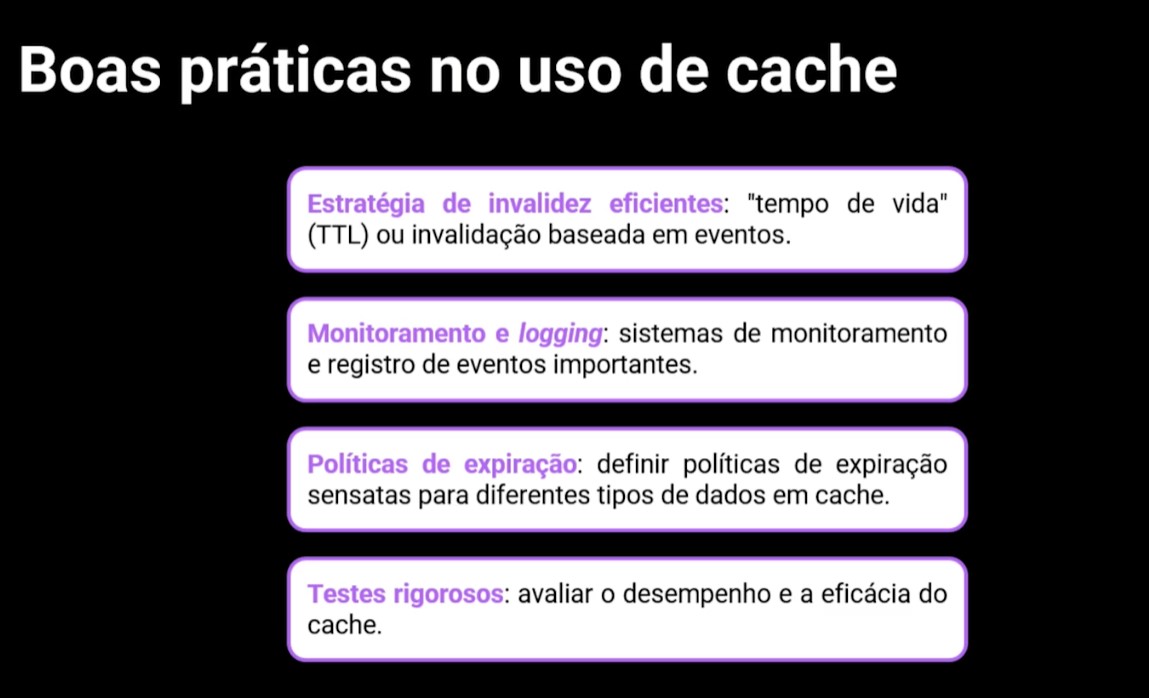 Boas práticas no uso de cache
Estratégia de invalidez eficientes: "tempo de vida"
(TTL) ou invalidação baseada em eventos.
Monitoramento e logging: sistemas de monitoramento
e registro de eventos importantes.
Políticas de expiração: definir políticas de expiração
sensatas para diferentes tipos de dados em cache.
Testes rigorosos: avaliar o desempenho e a eficácia do
cache.